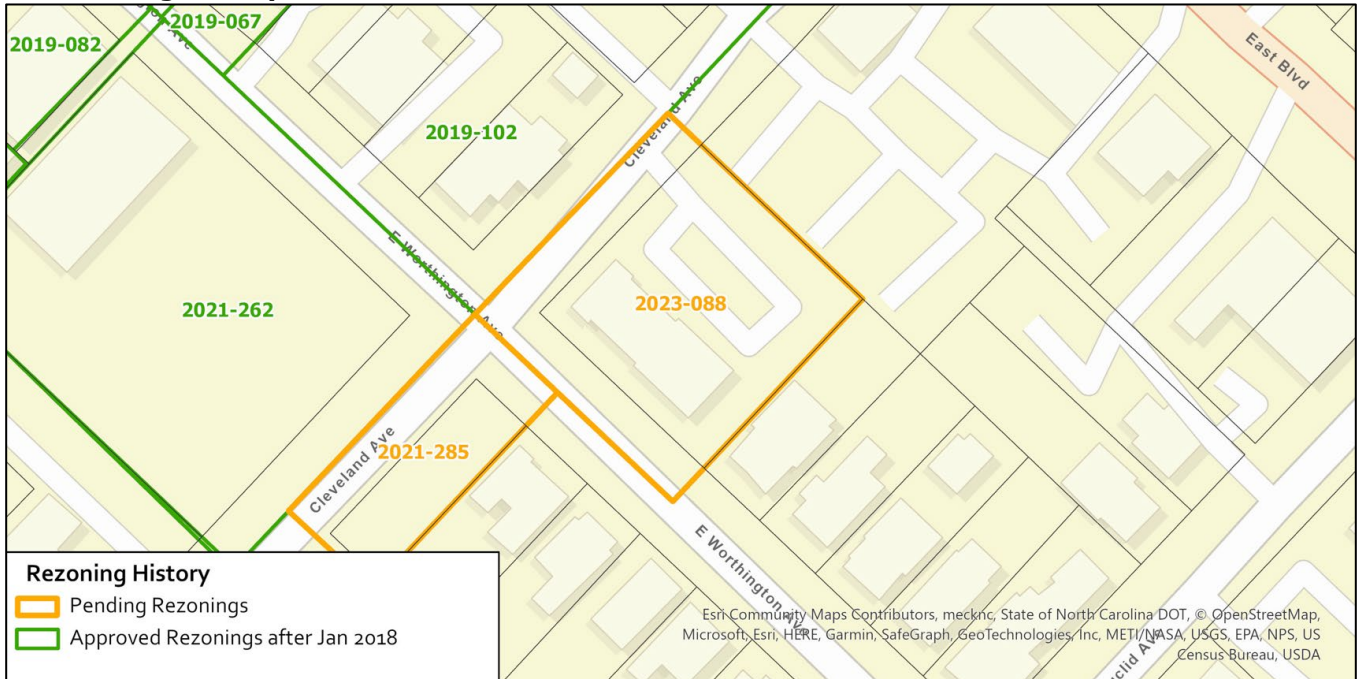 2019-067
2019-082
Ave
East Blvd
Cleveland Ave
2019-102
E Worthington Ave
2021-262
2023-088
Cleveland Ave
2021-285
E Worthington Ave
Rezoning History
Pending Rezonings
Approved Rezonings after Jan 2018
Esri Community Maps Contributors, mecknc, State of North Carolina DOT, © OpenStreetMap,
Microsoft, Esri, HERE, Garmin, SafeGraph, GeoTechnologies, Inc, METI/NASA, USGS, EPA, NPS, US
Census Bureau, USDA